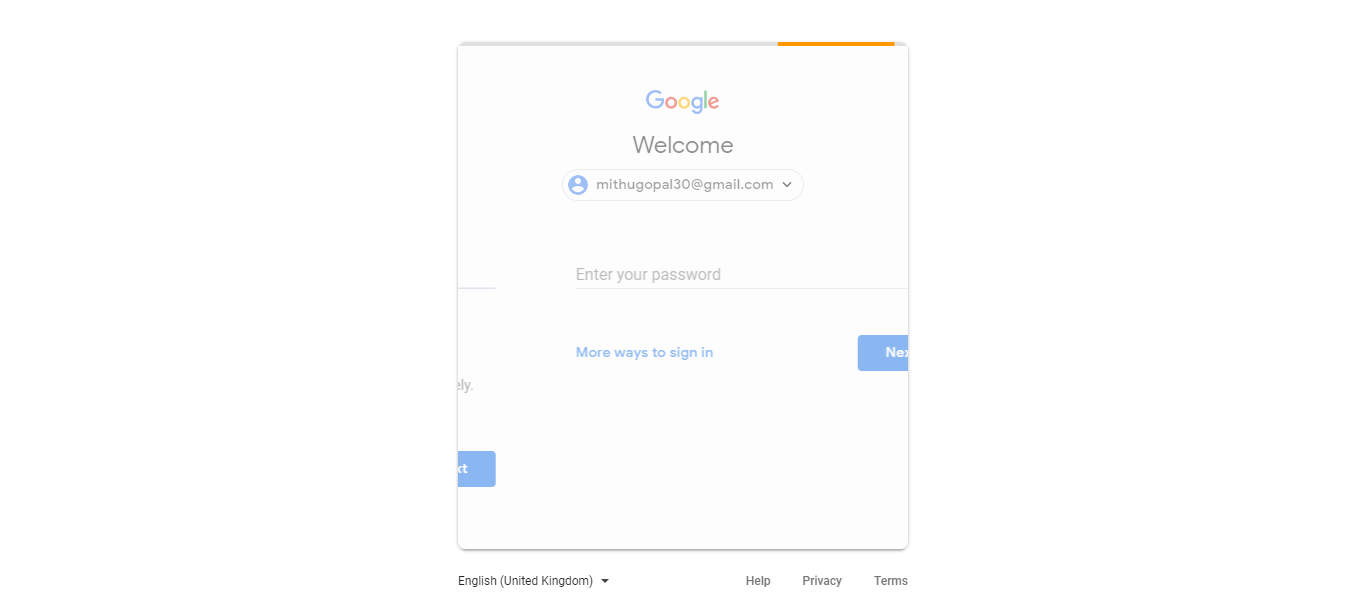 Google
Welcome
mithugopal30@gmail.com
Enter your password
More ways to sign in
Nex
ely.
xt
English (United Kingdom)
Help
Privacy
Terms